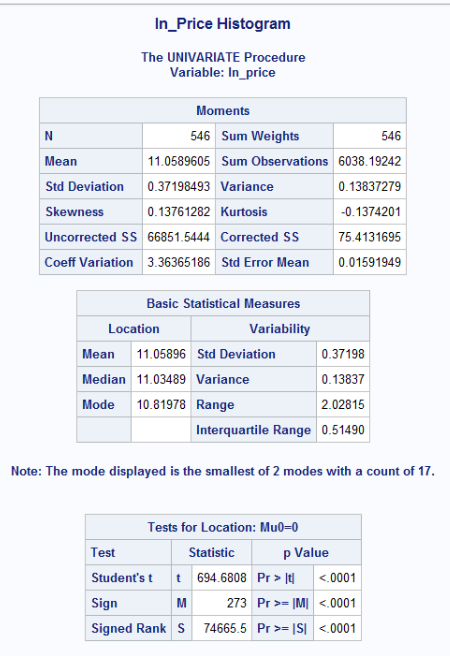 ln_Price Histogram
The UNIVARIATE Procedure
Variable: ln_price
Moments
N 546 Sum Weights 546
Mean 11.0589605 Sum Observations 6038.19242
Std Deviation 0.37198493 Variance 0.13837279
Skewness 0.13761282 Kurtosis -0.1374201
Uncorrected SS 66851.5444 Corrected SS 75.4131695
Coeff Variation 3.36365186 Std Error Mean 0.01591949
Basic Statistical Measures
Location Variability
Mean 11.05896 Std Deviation 0.37198
Median 11.03489 Variance 0.13837
Mode 10.81978 Range 2.02815
Interquartile Range 0.51490
Note: The mode displayed is the smallest of 2 modes with a count of 17.
Tests for Location: Mu0=0
Test Statistic p Value
Student's t t 694.6808 Pr > |t| <.0001
Sign M 273 Pr >= |M| <.0001
Signed Rank S 74665.5 Pr >= |S| <.0001